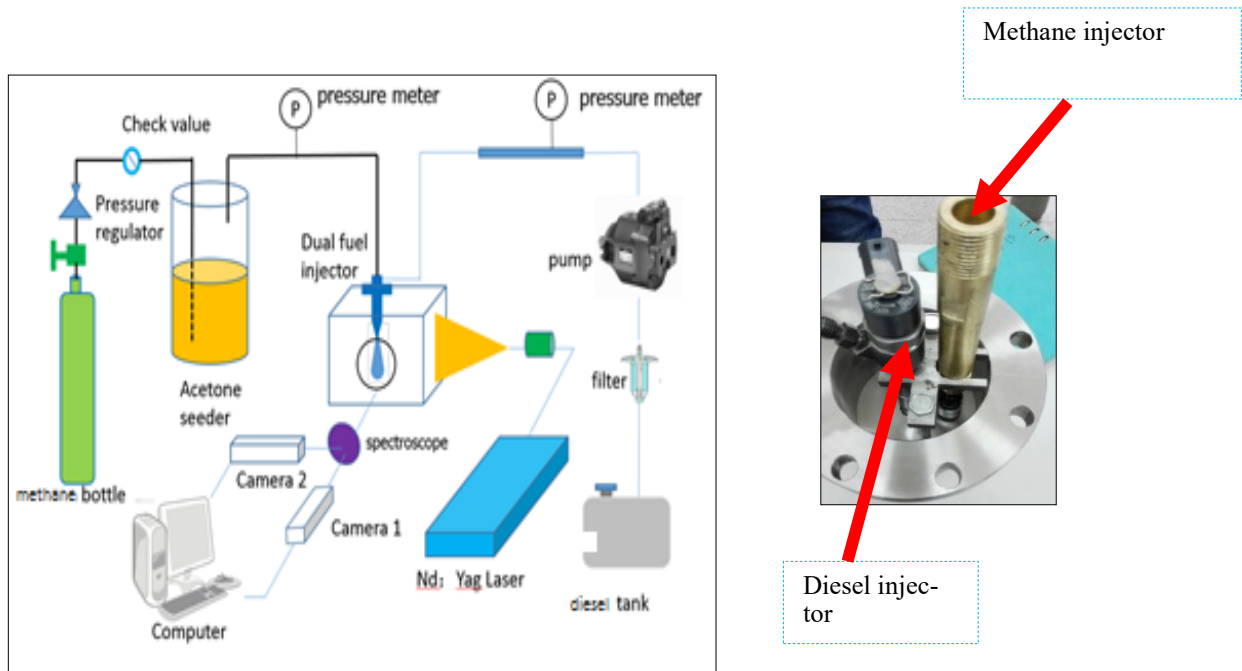 Methane injector
P
pressure meter
P
pressure meter
Check value
Pressure
regulator
Dual fuel
injector
pump
Acetone
seeder
filter
spectroscope
Camera 2
methane bottle
Camera 1
Nd: Yag Laser
diesel tank
Computer
Diesel injec-
tor